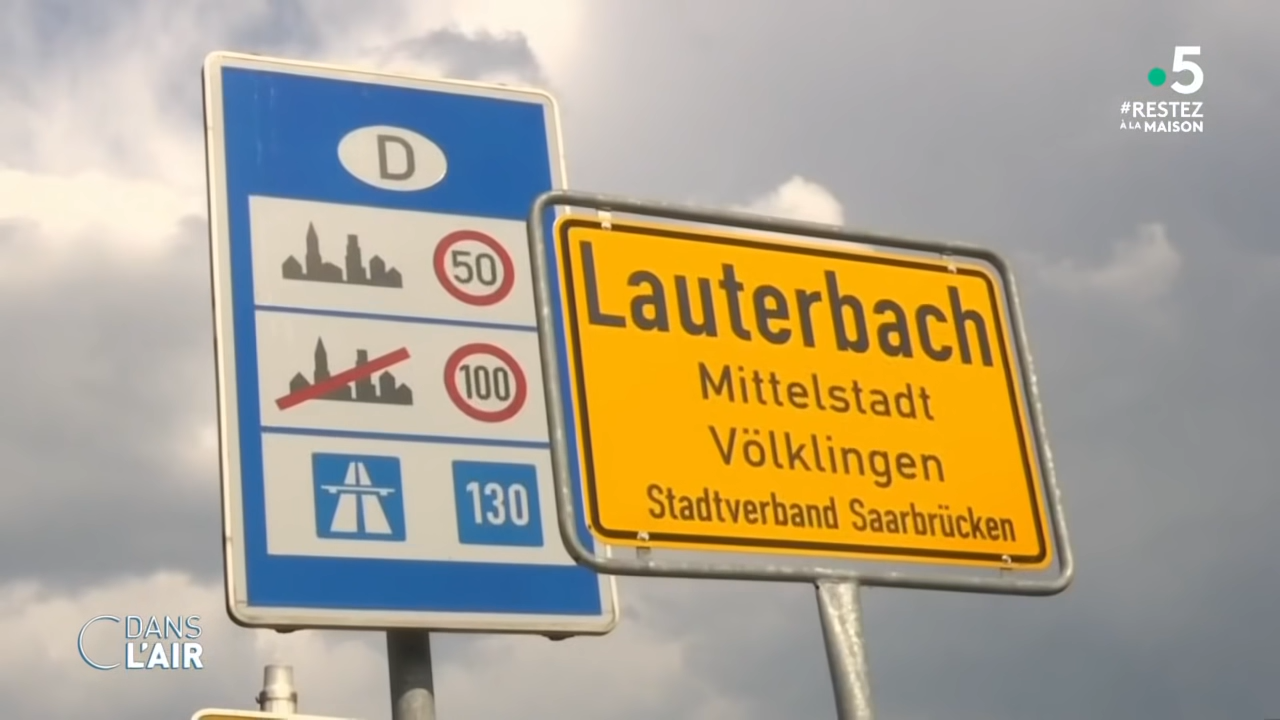 5
#RESTEZ
À LA MAISON
D
50
100
130
Lauterbach
Mittelstadt
Völklingen
Stadtverband Saarbrücken
C DANS
L'AIR